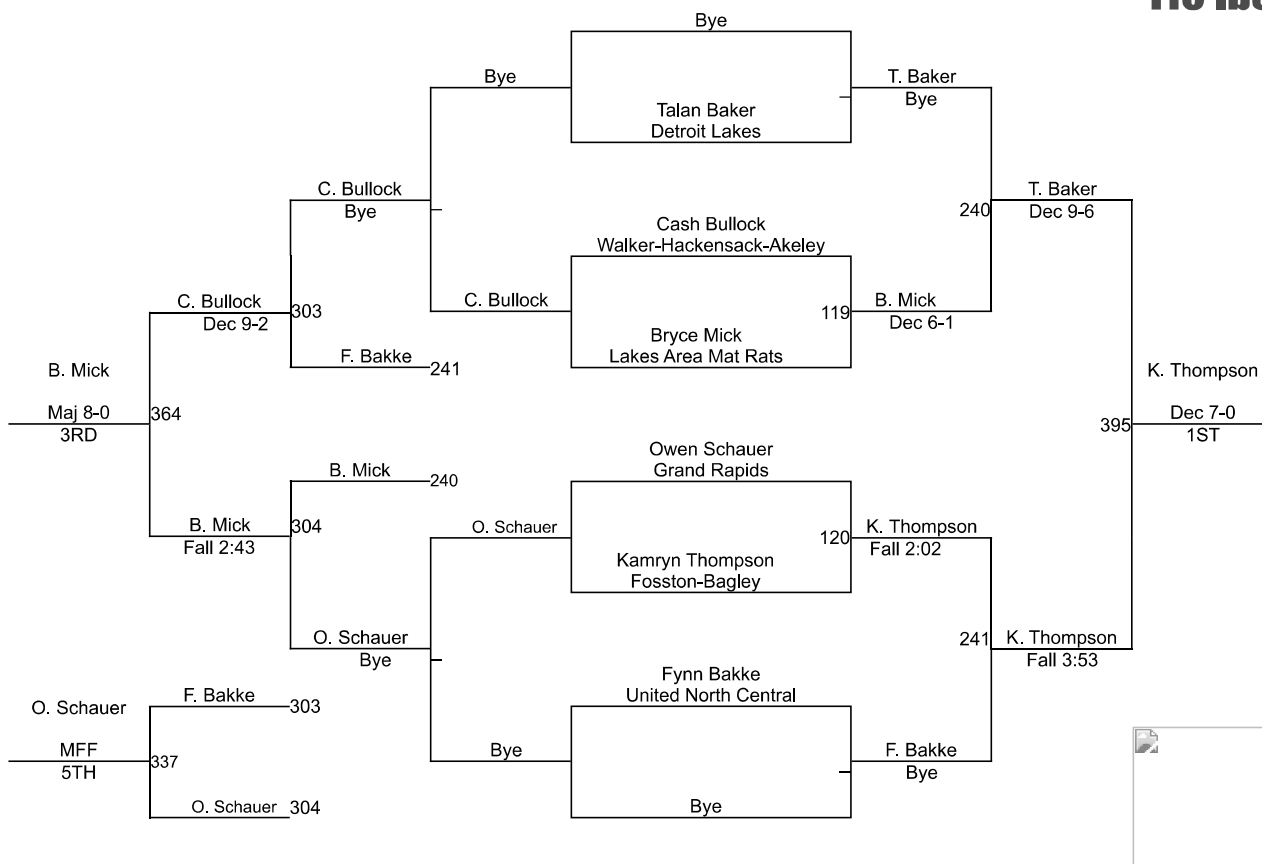 Bye
Bye
T. Baker
Bye
Talan Baker
Detroit Lakes
C. Bullock
Bye
T. Baker
Dec 9-6
240
Cash Bullock
Walker-Hackensack-Akeley
C. Bullock
Dec 9-2
303
C. Bullock
119
B. Mick
Dec 6-1
Bryce Mick
Lakes Area Mat Rats
F. Bakke
241
B. Mick
Maj 8-0
3RD
364
K. Thompson
Dec 7-0
1ST
395
Owen Schauer
Grand Rapids
B. Mick
240
B. Mick
Fall 2:43
304
O. Schauer
120
K. Thompson
Fall 2:02
Kamryn Thompson
Fosston-Bagley
O. Schauer
Bye
241
K. Thompson
Fall 3:53
Fynn Bakke
United North Central
F. Bakke
303
O. Schauer
MFF
5TH
337
Bye
F. Bakke
Bye
O. Schauer
304
Bye